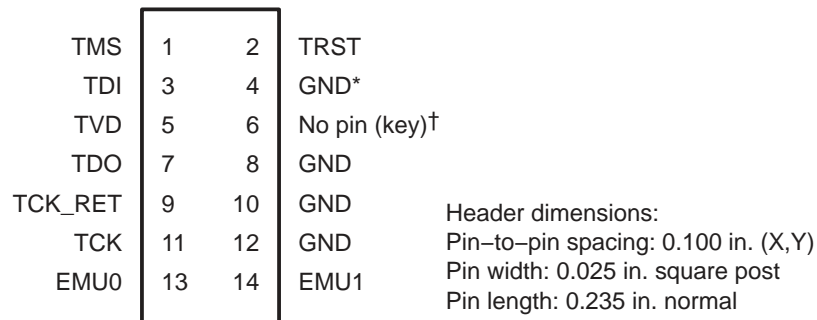 TMS 1 2 TRST
TDI 3 4 GND*
TVD 5 6 No pin (key)†
TDO 7 8 GND
TCK_RET 9 10 GND
TCK 11 12 GND
EMU0 13 14 EMU1
Header dimensions:
Pin−to−pin spacing: 0.100 in. (X,Y)
Pin width: 0.025 in. square post
Pin length: 0.235 in. normal